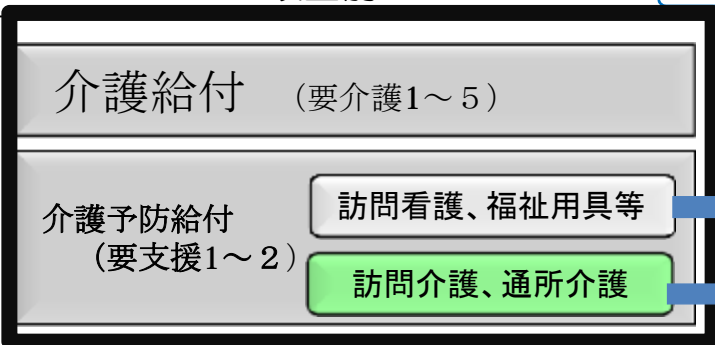 介護給付 (要介護1~5)
介護予防給付
(要支援1~2)
訪問看護、福祉用具等
訪問介護、通所介護